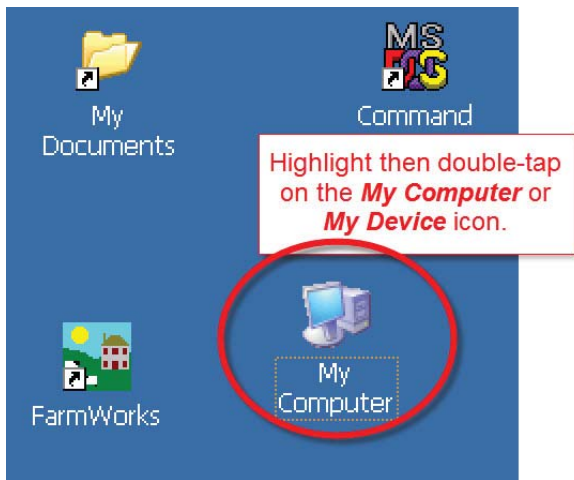 MS
DOS
My
Documents
Command
Highlight then double-tap
on the My Computer or
My Device icon.
My
Computer
FarmWorks